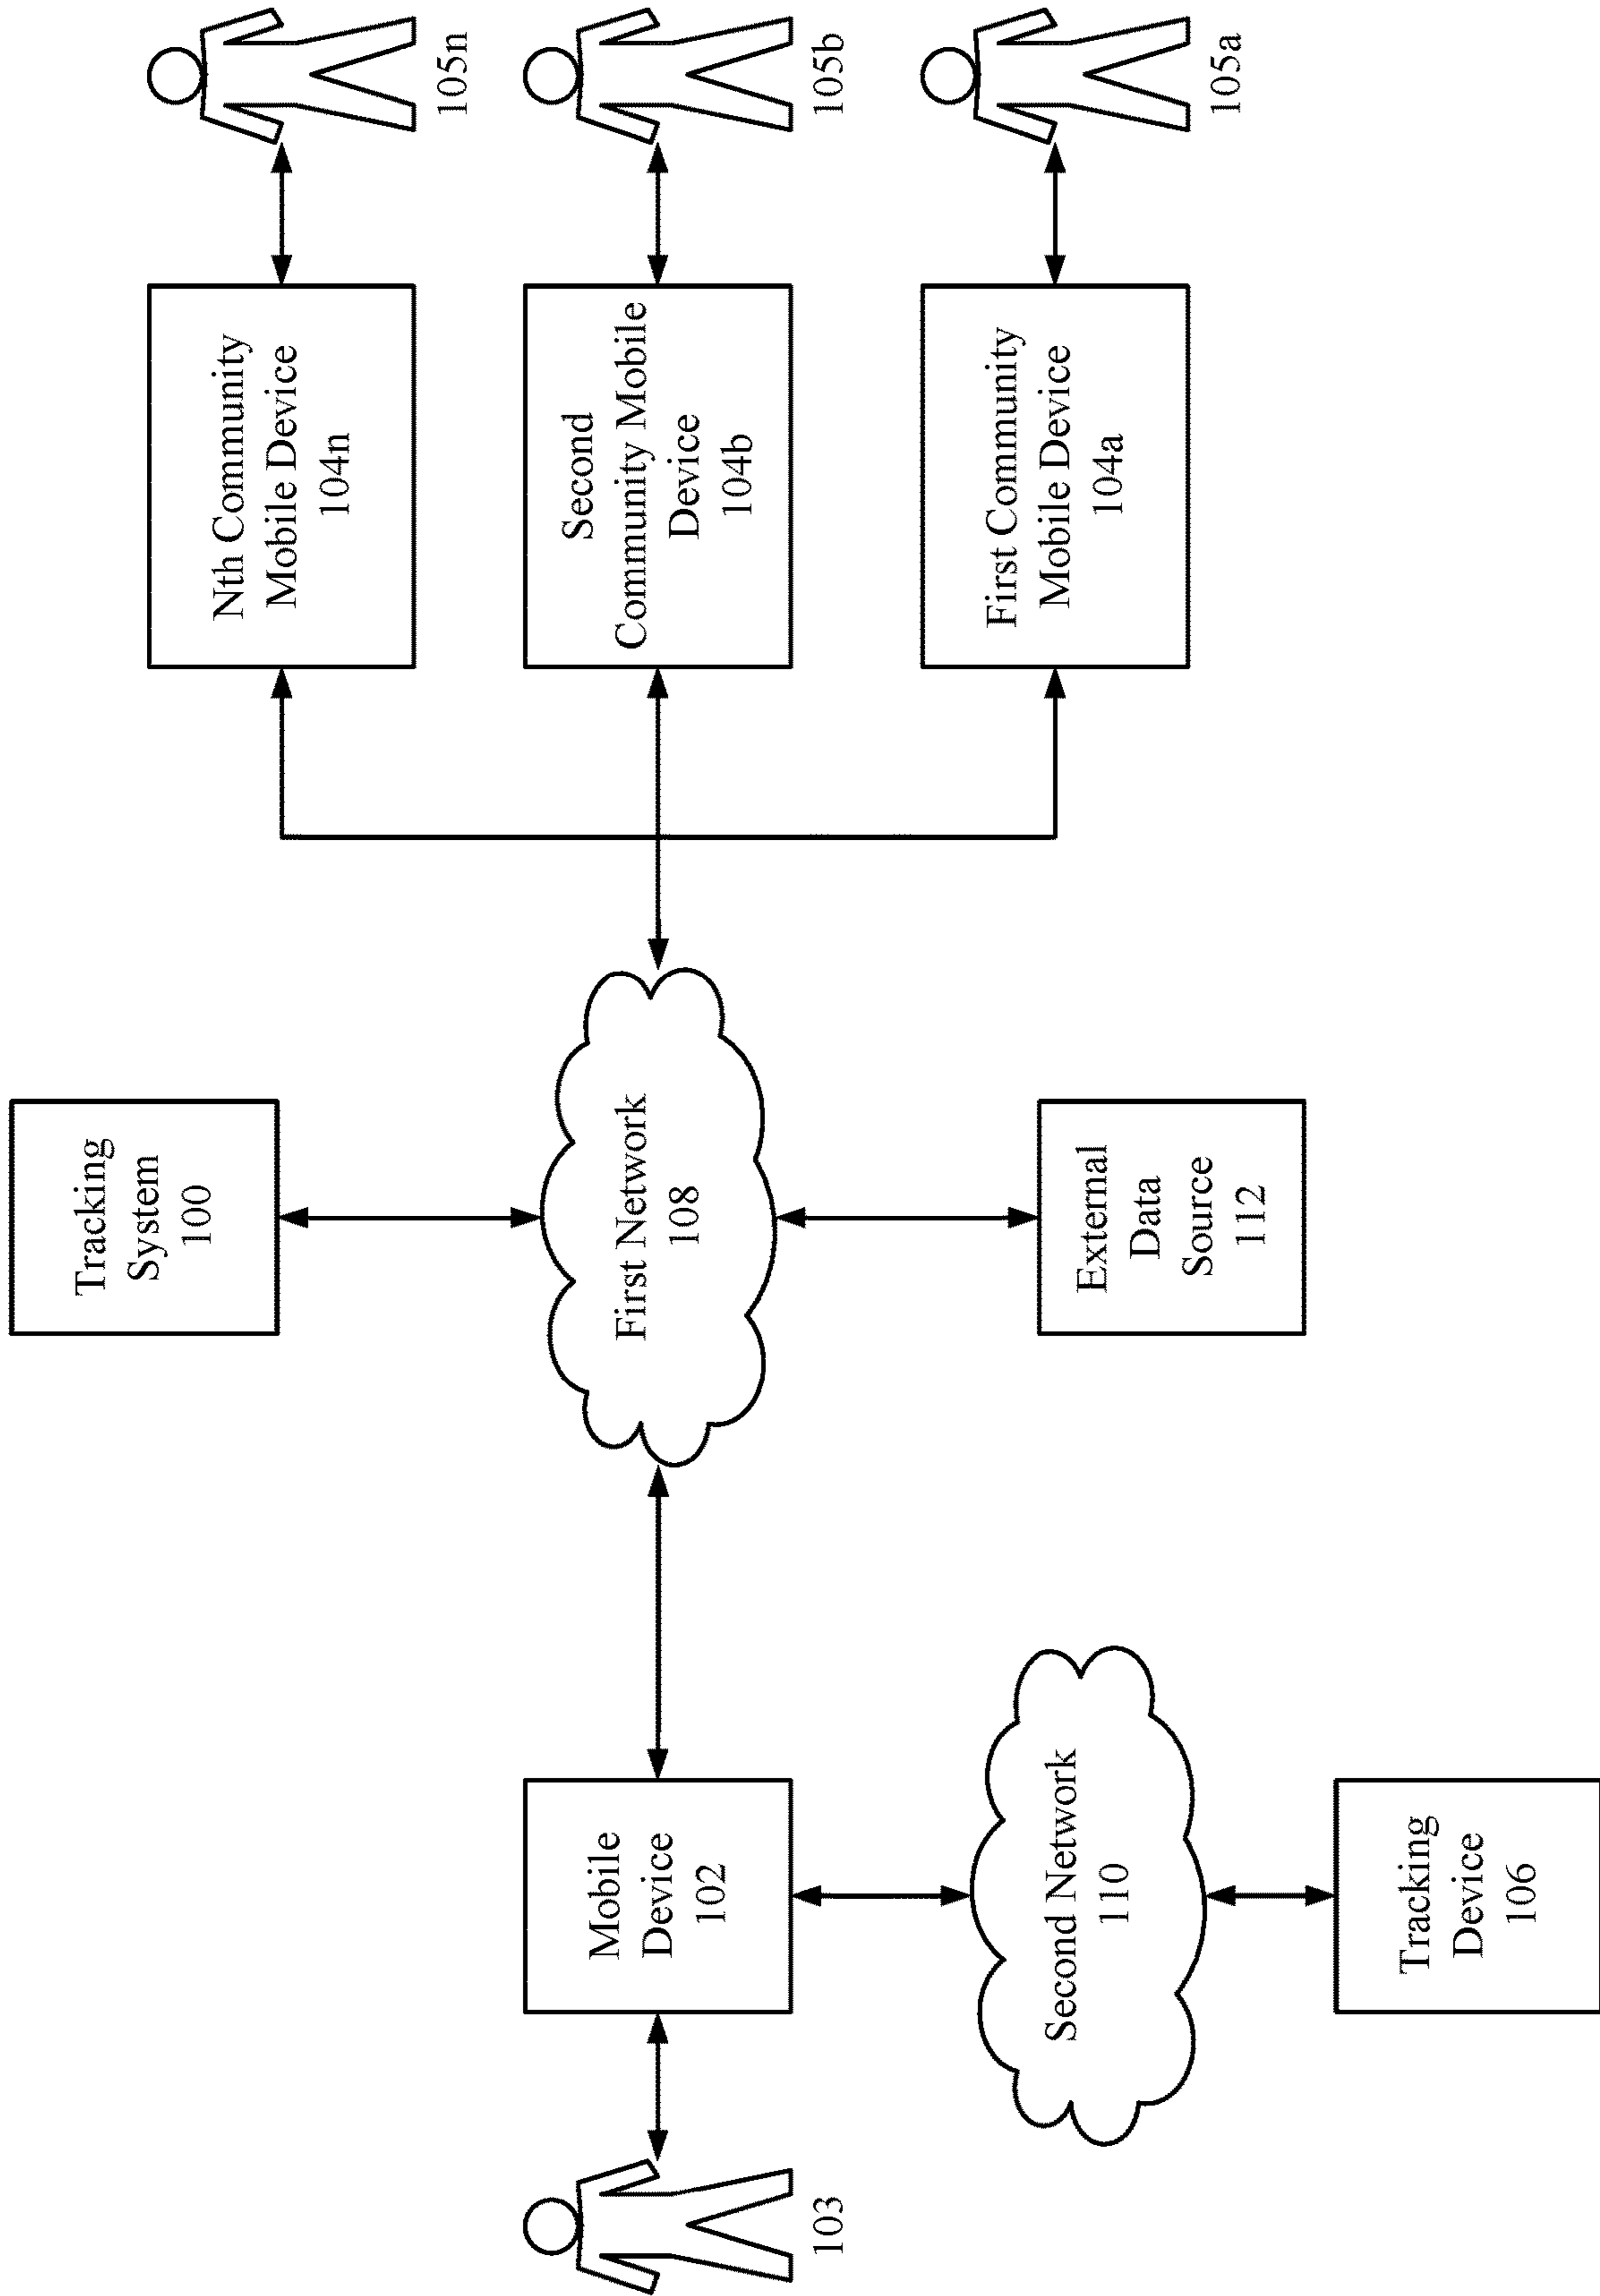 Tracking
System
100
Nth Community
Mobile Device
104n
105n
103
Mobile
Device
102
First Network
108
Second
Community Mobile
Device
104b
105b
Second Network
110
External
Data
Source
112
First Community
Mobile Device
104a
105a
Tracking
Device
106